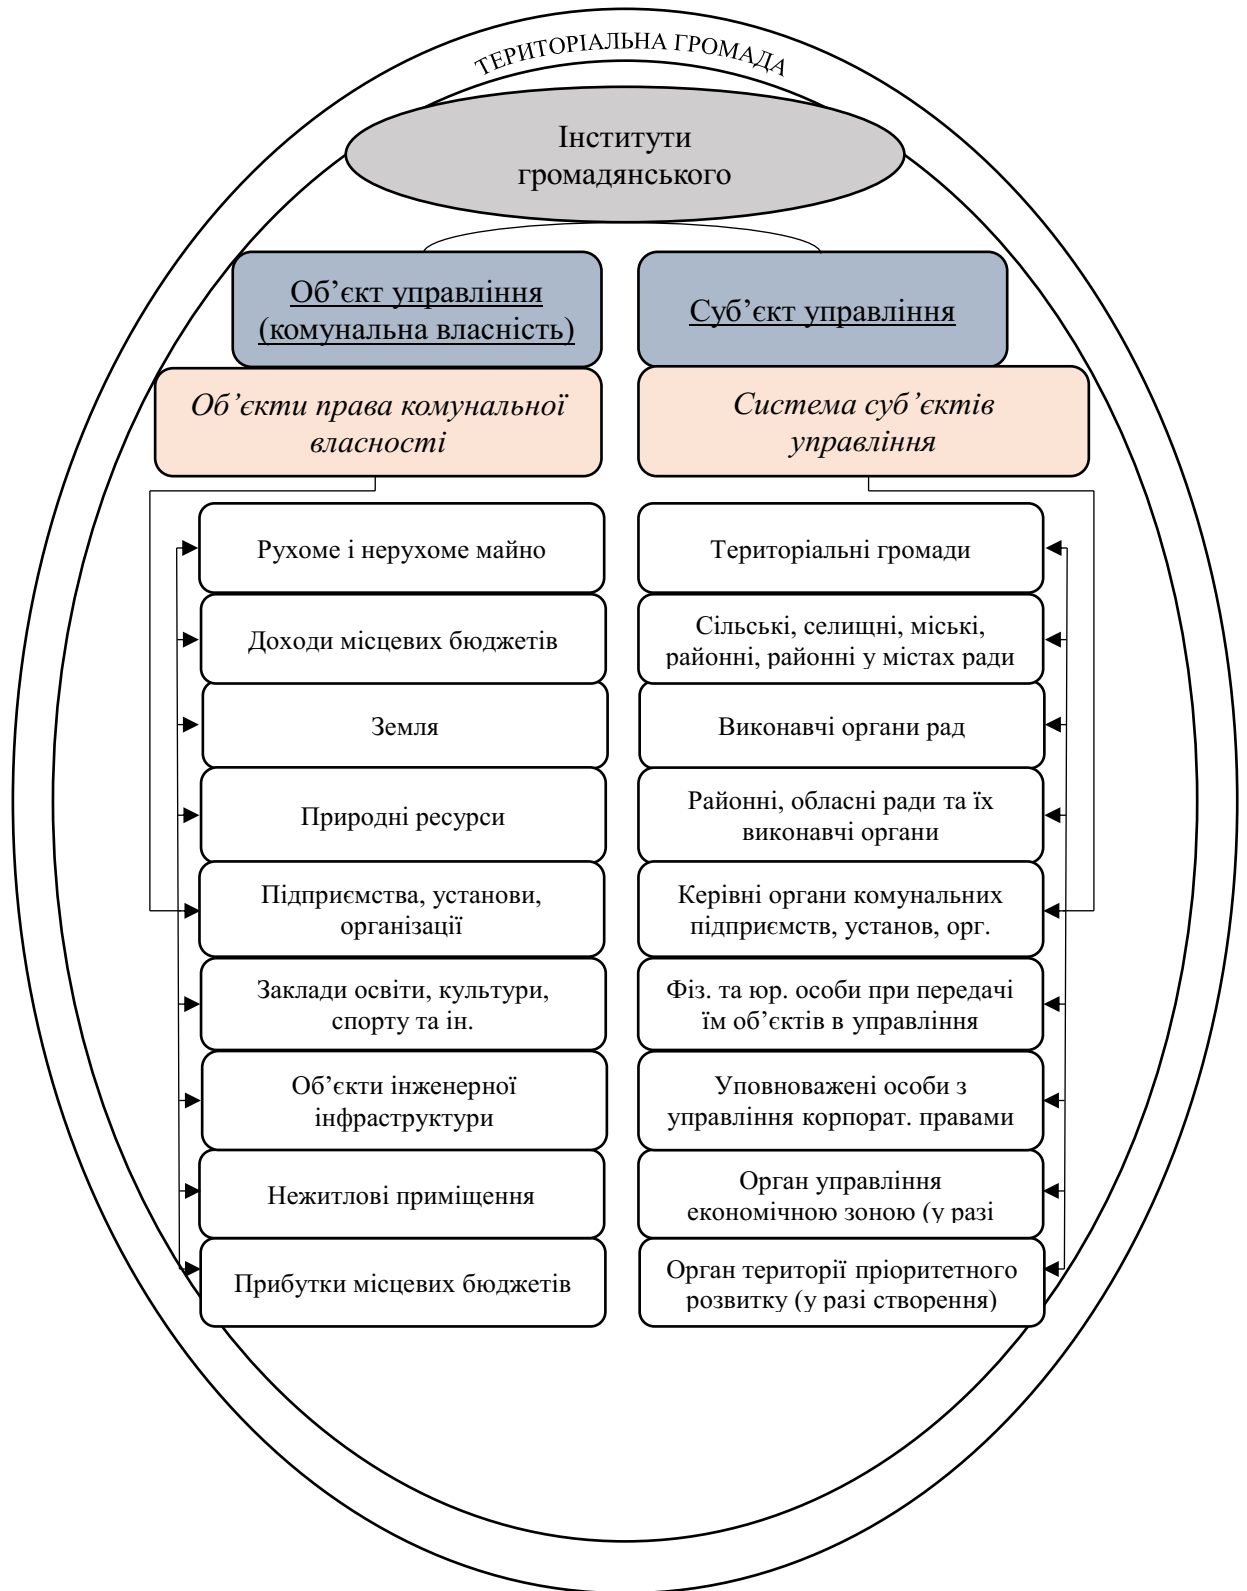 ТЕРИТОРІАЛЬНА ГРОМАДА
Інститути
громадянського
Об’єкт управління
(комунальна власність)
Суб’єкт управління
Об’єкти права комунальної
власності
Система суб’єктів
управління
Рухоме і нерухоме майно
Доходи місцевих бюджетів
Земля
Природні ресурси
Підприємства, установи,
організації
Заклади освіти, культури,
спорту та ін.
Об’єкти інженерної
інфраструктури
Нежитлові приміщення
Прибутки місцевих бюджетів
Територіальні громади
Сільські, селищні, міські,
районні, районні у містах ради
Виконавчі органи рад
Районні, обласні ради та їх
виконавчі органи
Керівні органи комунальних
підприємств, установ, орг.
Фіз. та юр. особи при передачі
їм об’єктів в управління
Уповноважені особи з
управління корпорат. правами
Орган управління
економічною зоною (у разі
Орган території пріоритетного
розвитку (у разі створення)